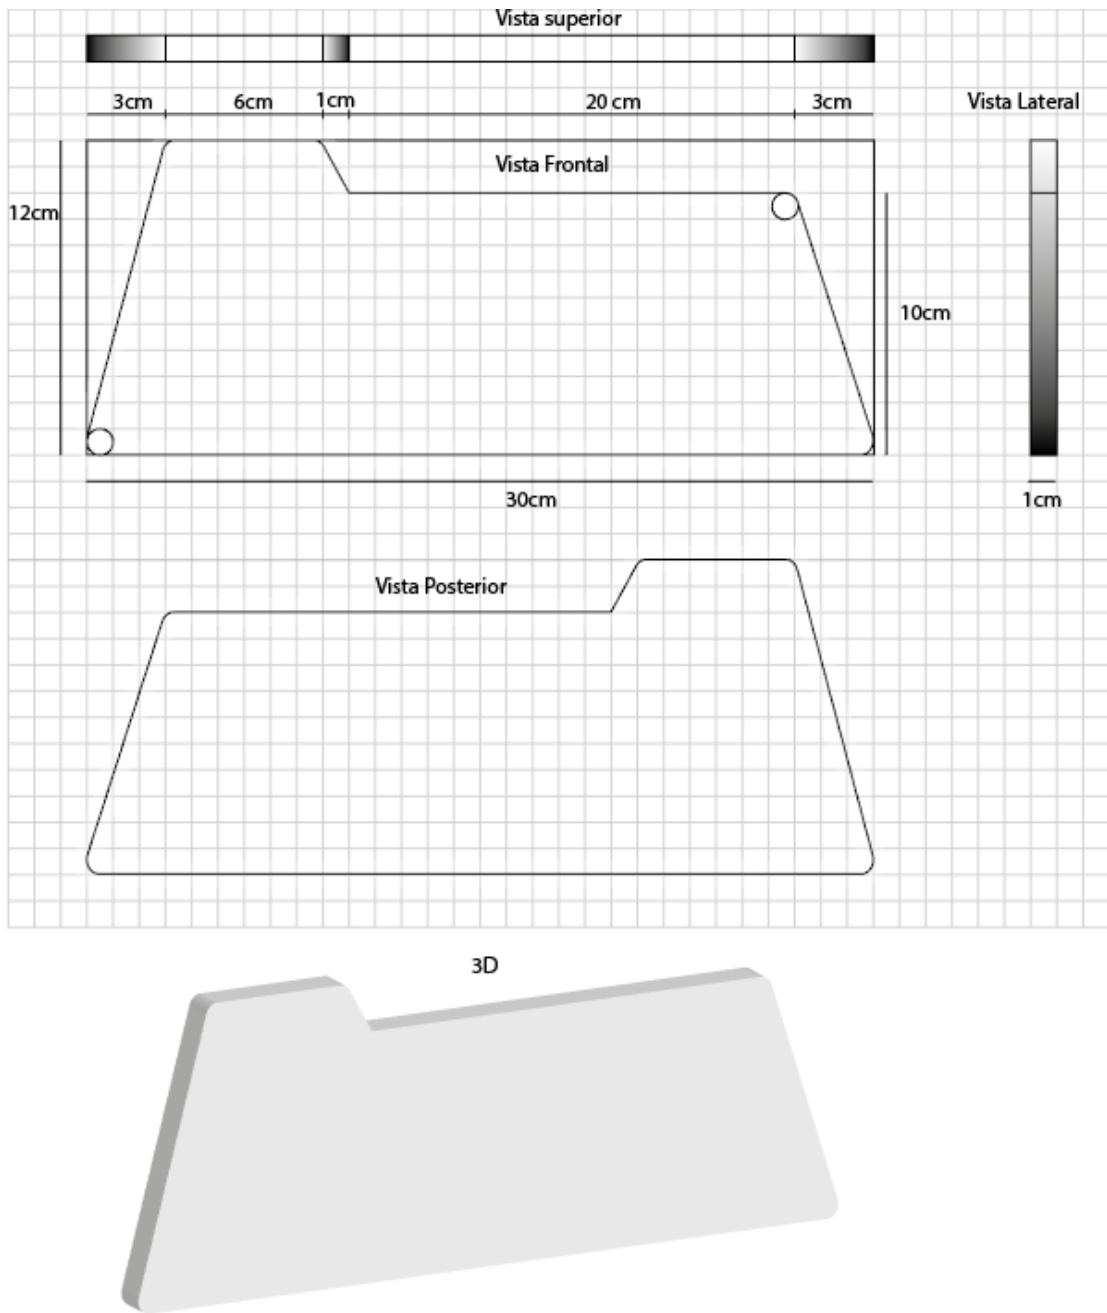 Vista superior
3cm 6cm 1cm 20 cm 3cm Vista Lateral
Vista Frontal
12cm
10cm
30cm 1cm
Vista Posterior
3D